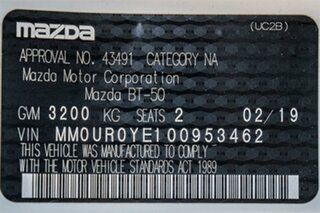 mazda (UC2B)
APPROVAL NO. 43491 CATEGORY NA
Mazda Motor Corporation
Mazda BT-50
GVM 3200 KG SEATS 2 02/19
VIN MM0UR0YE100953462
THIS VEHICLE WAS MANUFACTURED TO COMPLY
WITH THE MOTOR VEHICLE STANDARDS ACT 1989